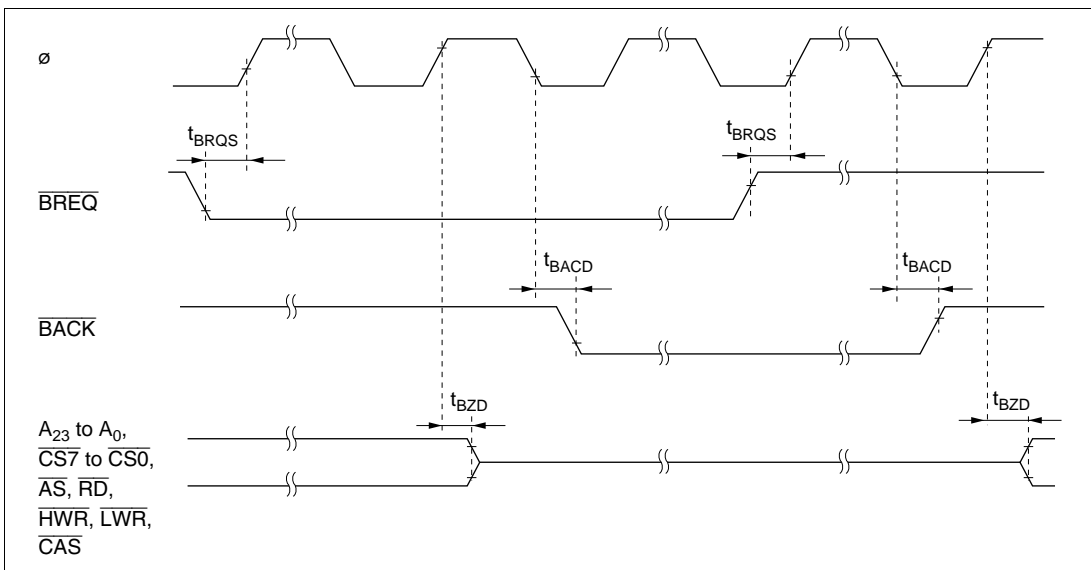 ø
tBRQS
tBRQS
BREQ
tBACD
tBACD
BACK
tBZD
tBZD
A23 to A0,
CS7 to CS0,
AS, RD,
HWR, LWR,
CAS